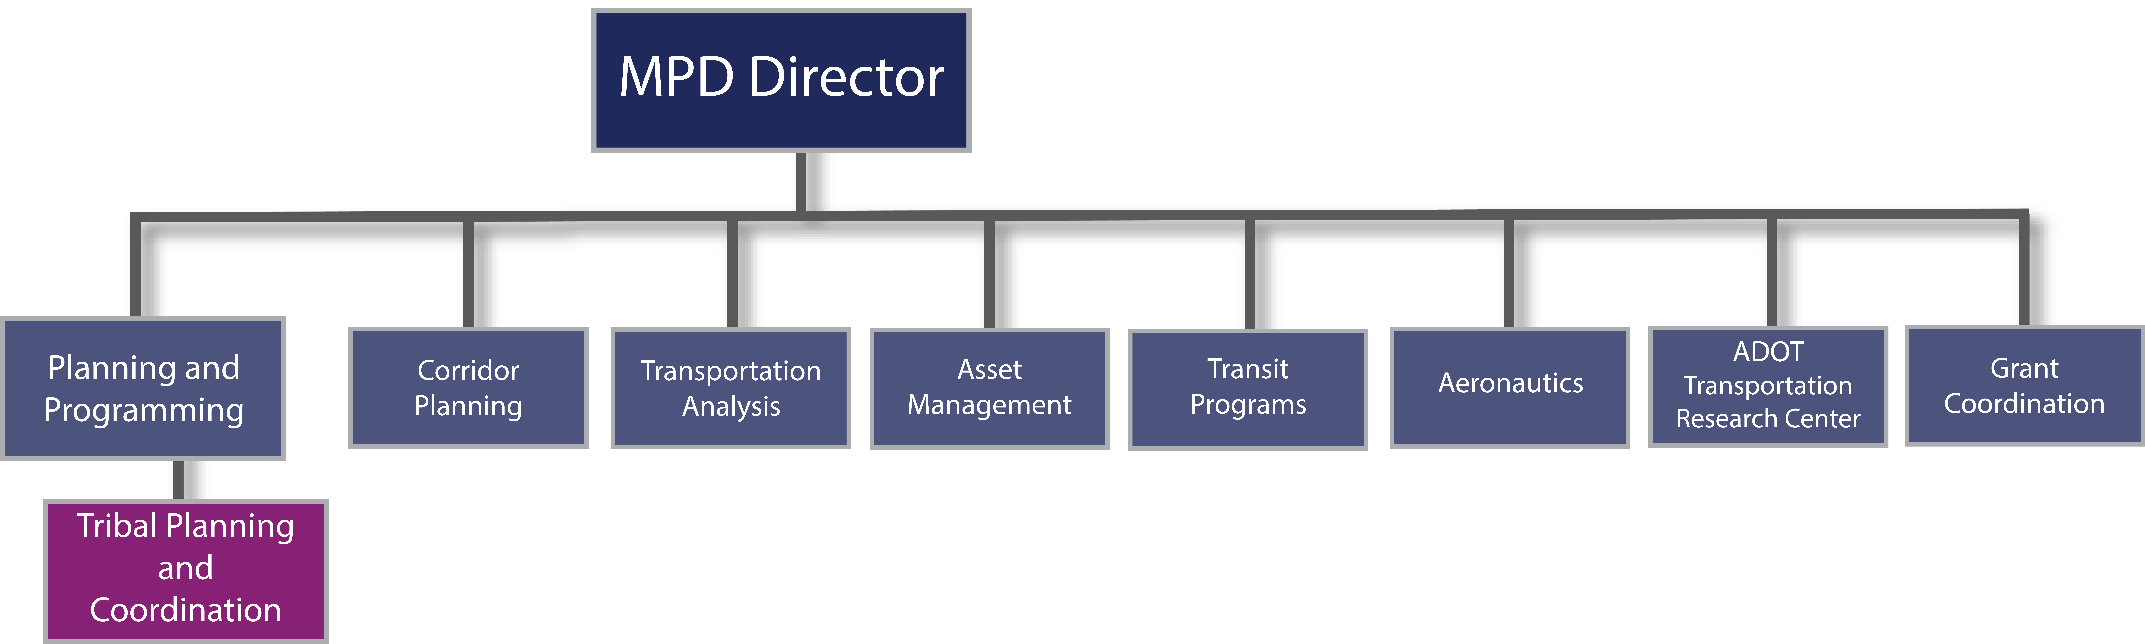 MPD Director
Planning and
Programming
Corridor
Planning
Transportation
Analysis
Asset
Management
Transit
Programs
Aeronautics
ADOT
Transportation
Research Center
Grant
Coordination
Tribal Planning
and
Coordination